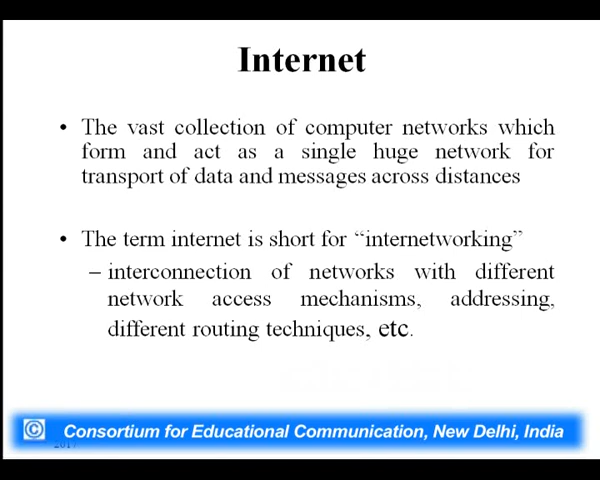 Internet
• The vast collection of computer networks which
form and act as a single huge network for
transport of data and messages across distances
• The term internet is short for “internetworking”
– interconnection of networks with different
network access mechanisms, addressing,
different routing techniques, etc.
© Consortium for Educational Communication, New Delhi, India